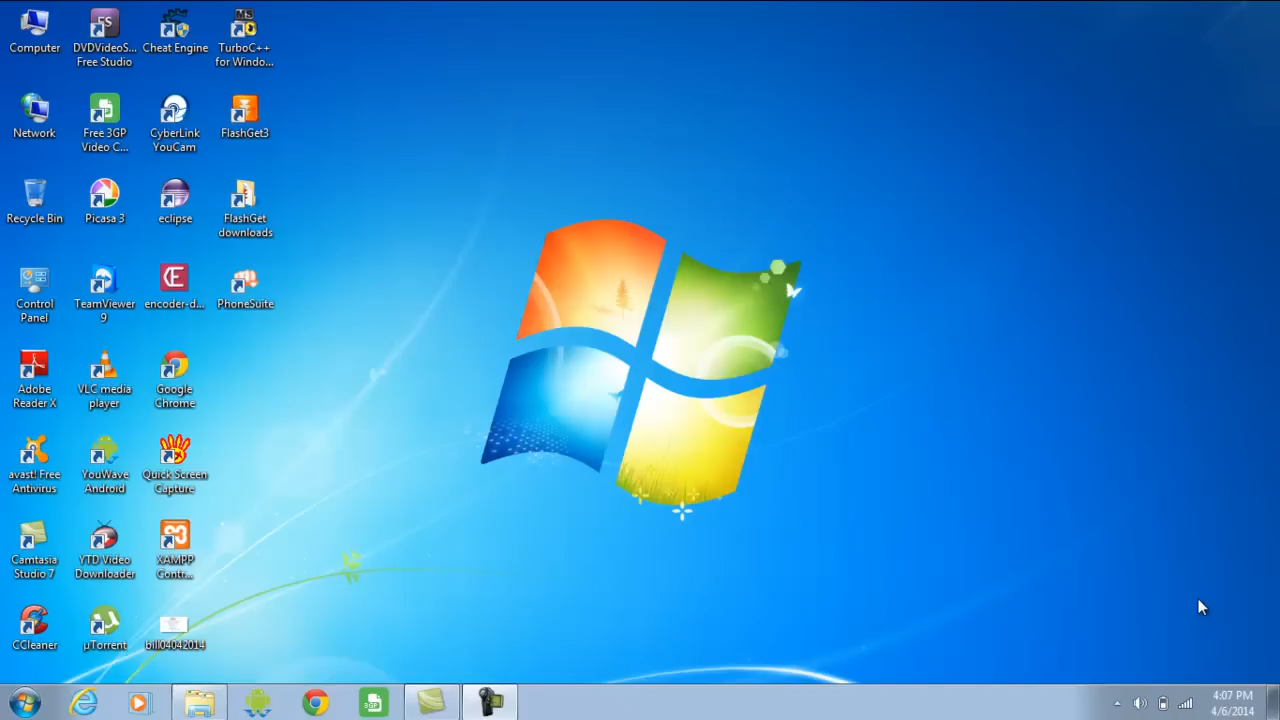 Computer
DVDVideoS...
Free Studio
Cheat Engine
TurboC++
for Windo...
Network
Free 3GP
Video C...
CyberLink
YouCam
FlashGet3
Recycle Bin
Picasa 3
eclipse
FlashGet
downloads
Control
Panel
TeamViewer
9
encoder-d...
PhoneSuite
Adobe
Reader X
VLC media
player
Google
Chrome
avast! Free
Antivirus
YouWave
Android
Quick Screen
Capture
Camtasia
Studio 7
YTD Video
Downloader
XAMPP
Contr...
CCleaner
µTorrent
bill04042014
3GP
4:07 PM
4/6/2014